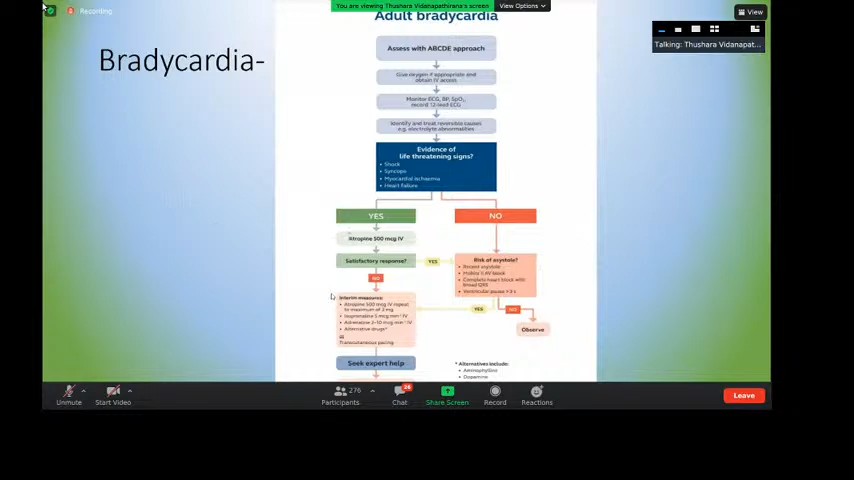 You are viewing Thushara Vidanapathirana's screen
View Options
Recording
View
Talking: Thushara Vidanapat...
Bradycardia-
Adult bradycardia
Assess with ABCDE approach
Give oxygen if appropriate and
obtain IV access
Monitor ECG, BP, SpO₂,
record 12-lead ECG
Identify and treat reversible causes
e.g. electrolyte abnormalities
Evidence of
life threatening signs?
• Shock
• Syncope
• Myocardial ischaemia
• Heart failure
YES
NO
Atropine 500 mcg IV
Satisfactory response?
YES
Risk of asystole?
• Recent asystole
• Mobitz II AV block
• Complete heart block with
broad QRS
• Ventricular pause > 3 s
NO
Interim measures:
• Atropine 500 mcg IV repeat
to maximum of 3 mg
• Isoprenaline 5 mcg min⁻¹ IV
• Adrenaline 2-10 mcg min⁻¹ IV
• Alternative drugs*
Transcutaneous pacing
YES
Observe
Seek expert help
* Alternatives include:
• Aminophylline
• Dopamine
Unmute
Start Video
276
Participants
Chat
Share Screen
Record
Reactions
Leave